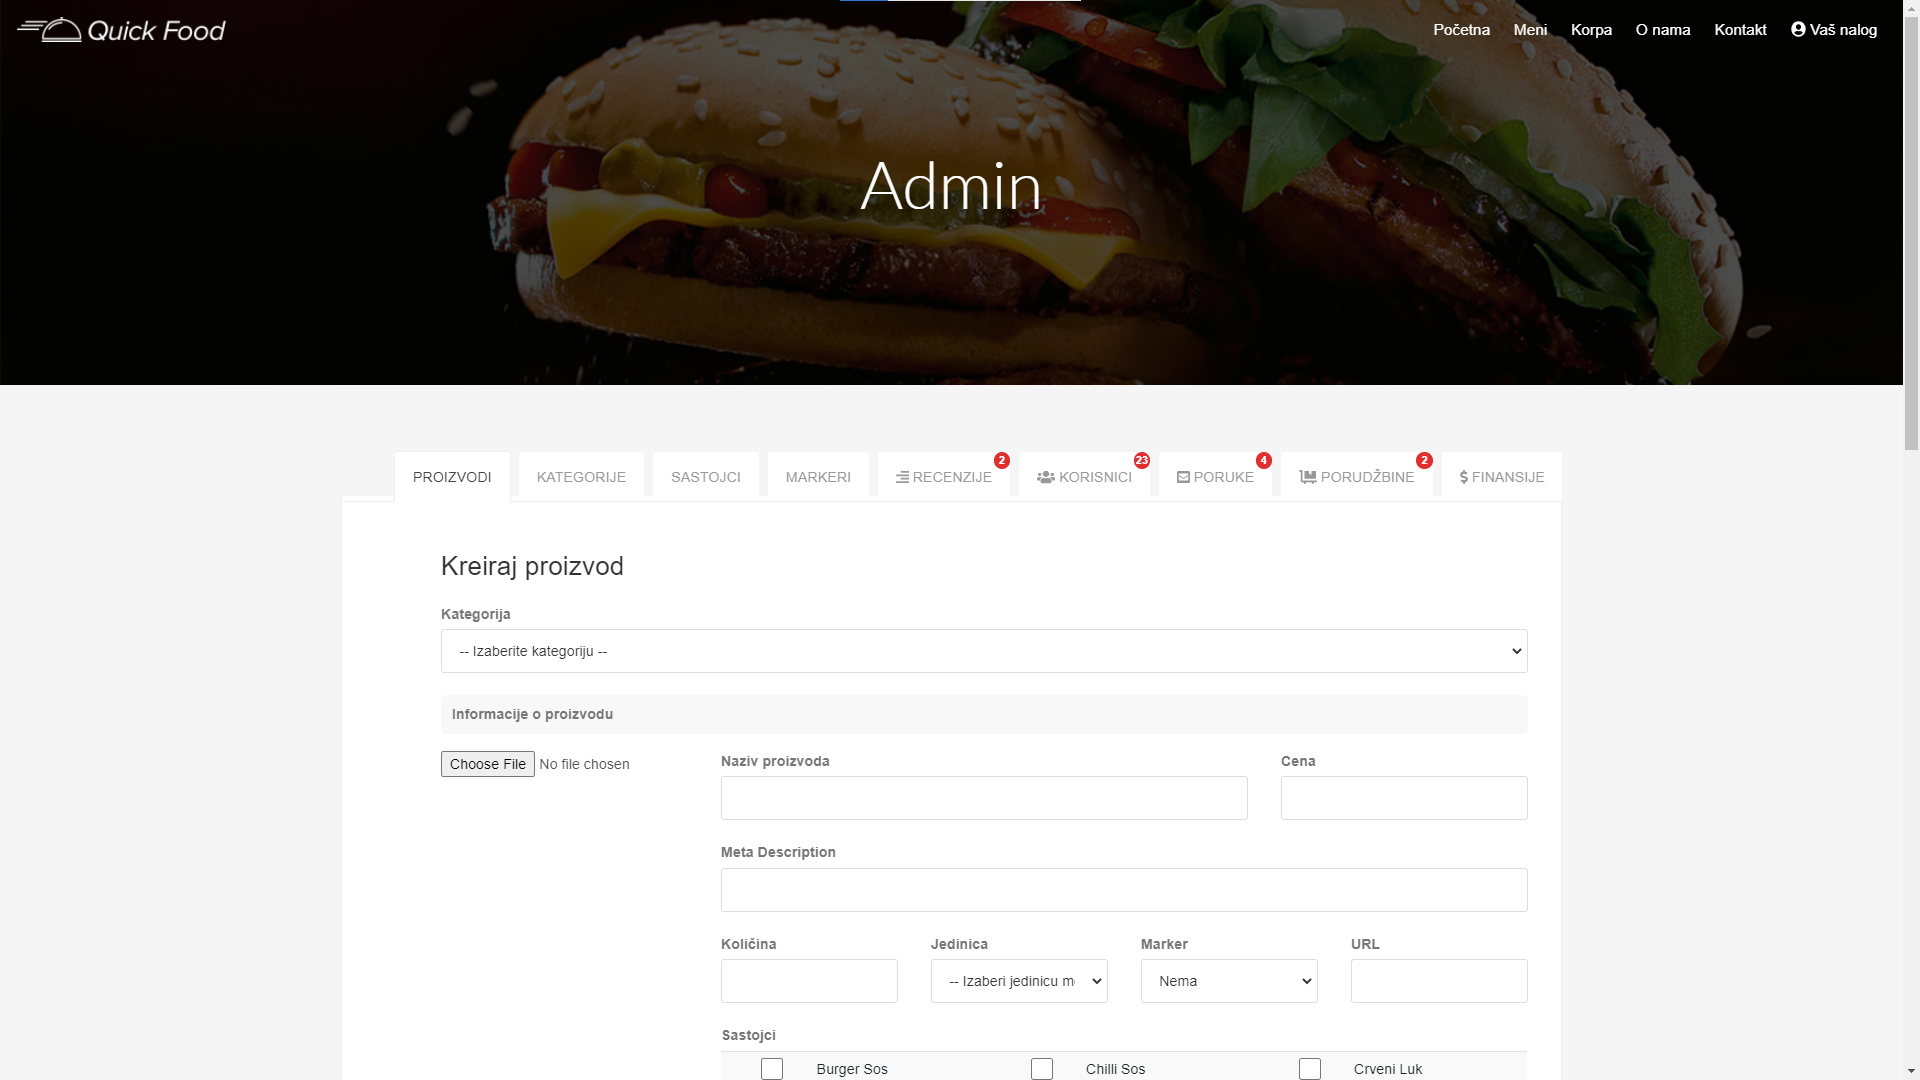 Quick Food
Početna Meni Korpa O nama Kontakt Vaš nalog
Admin
PROIZVODI KATEGORIJE SASTOJCI MARKERI RECENZIJE 2 KORISNICI 23 PORUKE 4 PORUDŽBINE 2 FINANSIJE
Kreiraj proizvod
Kategorija
-- Izaberite kategoriju --
Informacije o proizvodu
Choose File No file chosen
Naziv proizvoda Cena
Meta Description
Količina Jedinica Marker URL
-- Izaberi jedinicu m Nema
Sastojci
Burger Sos Chilli Sos Crveni Luk